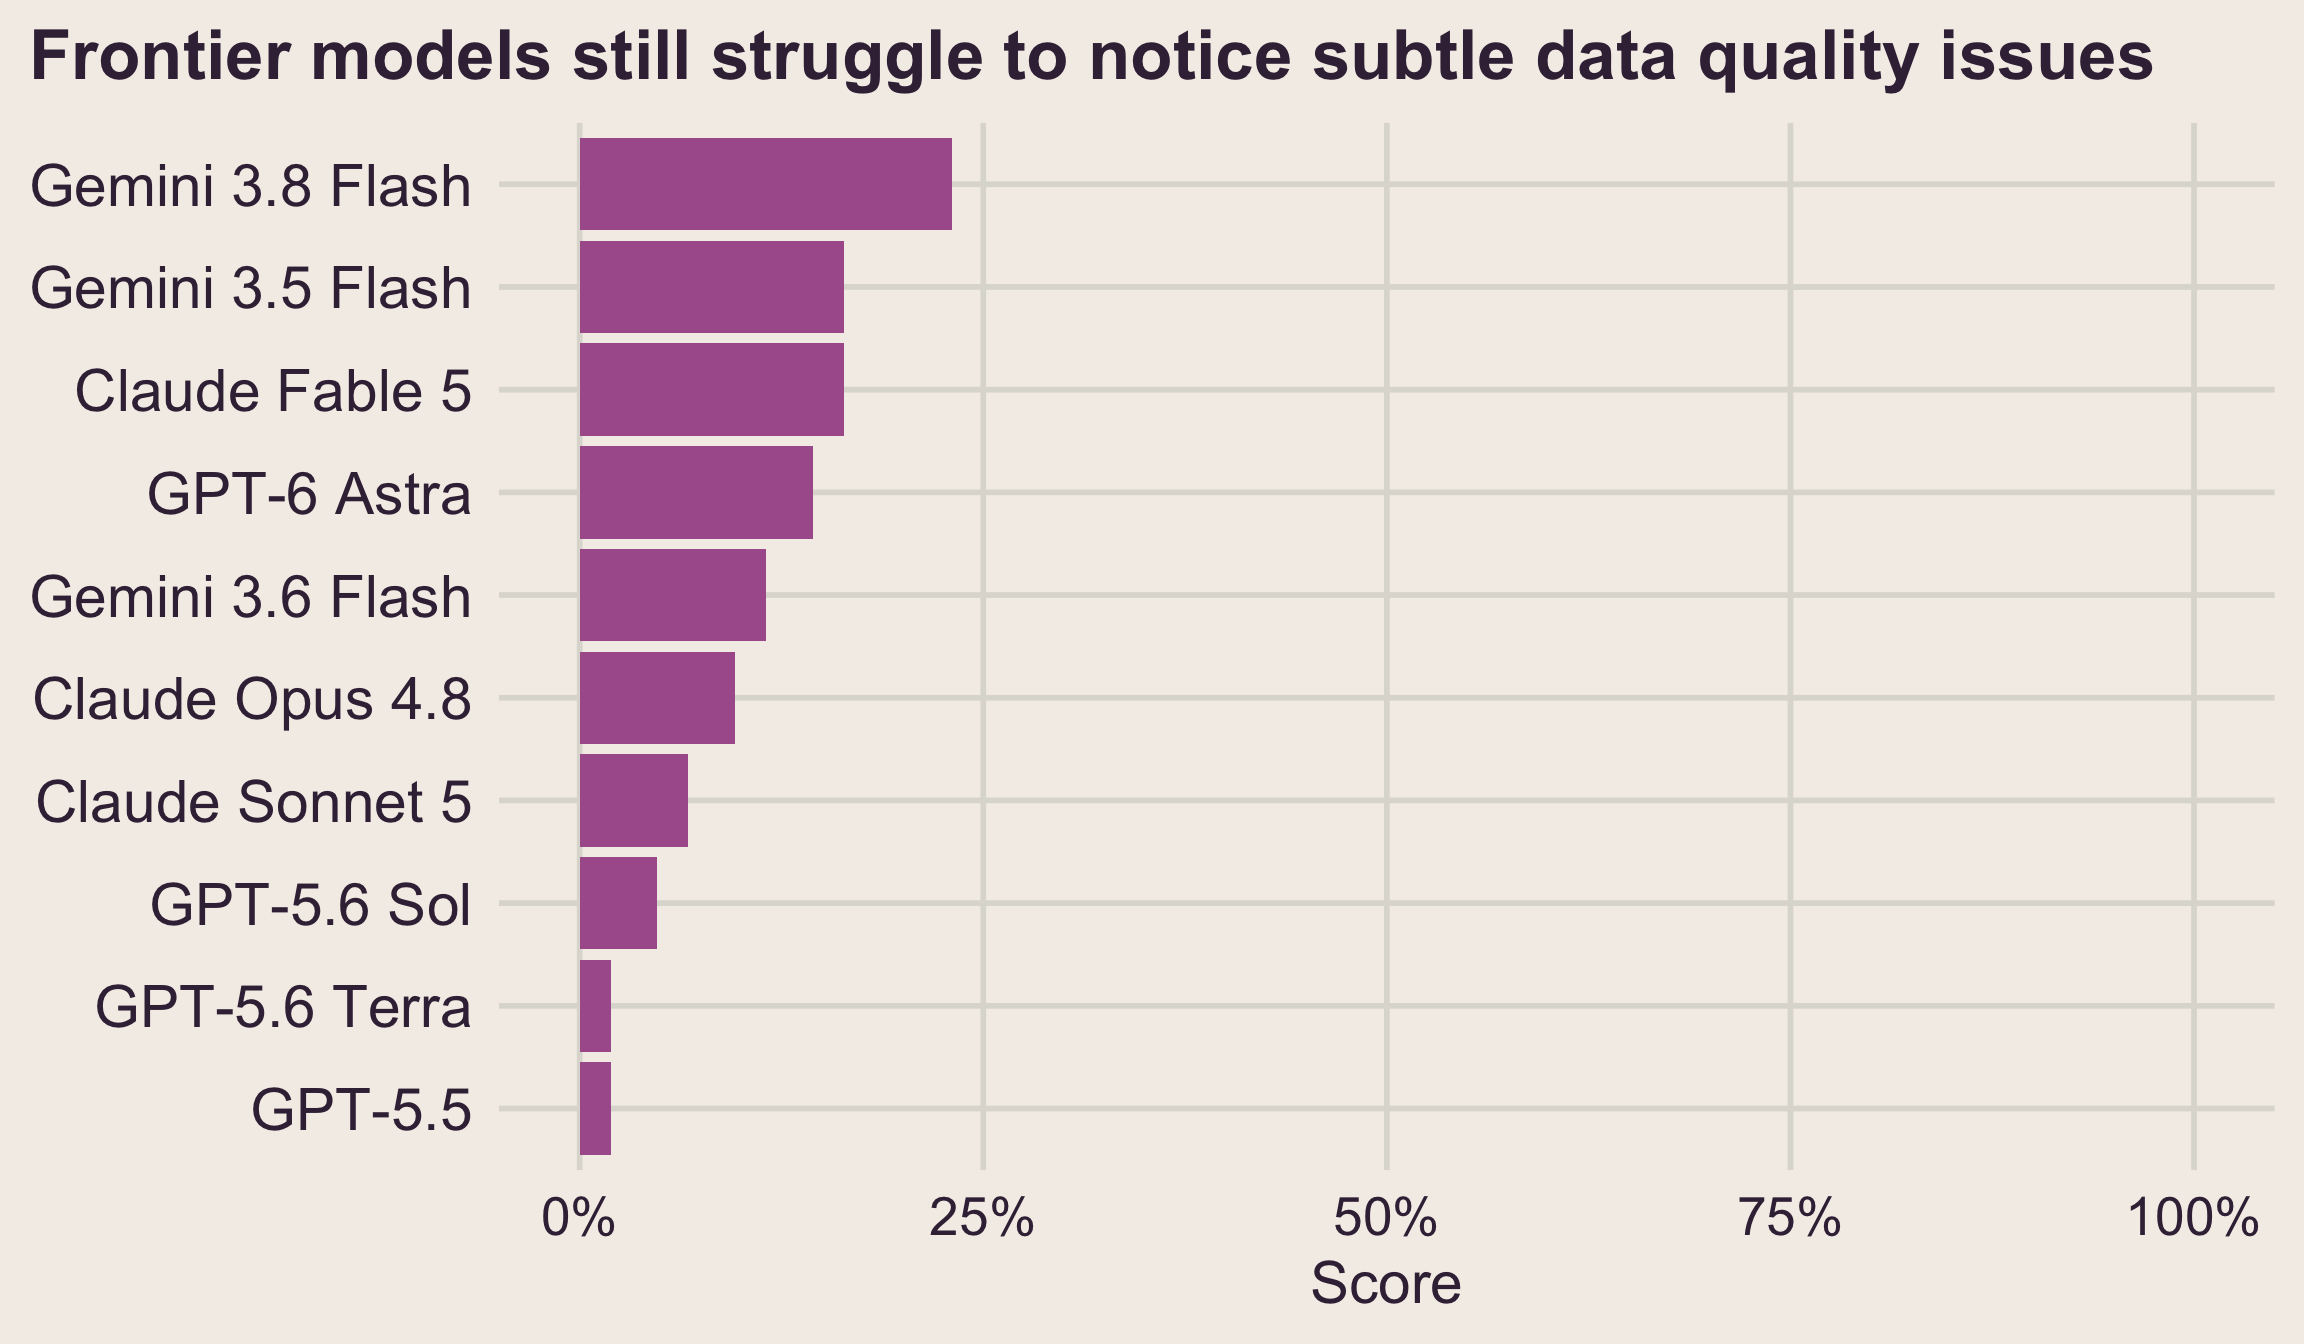 Frontier models still struggle to notice subtle data quality issues
Gemini 3.8 Flash
Gemini 3.5 Flash
Claude Fable 5
GPT-6 Astra
Gemini 3.6 Flash
Claude Opus 4.8
Claude Sonnet 5
GPT-5.6 Sol
GPT-5.6 Terra
GPT-5.5
0% 25% 50% 75% 100%
Score